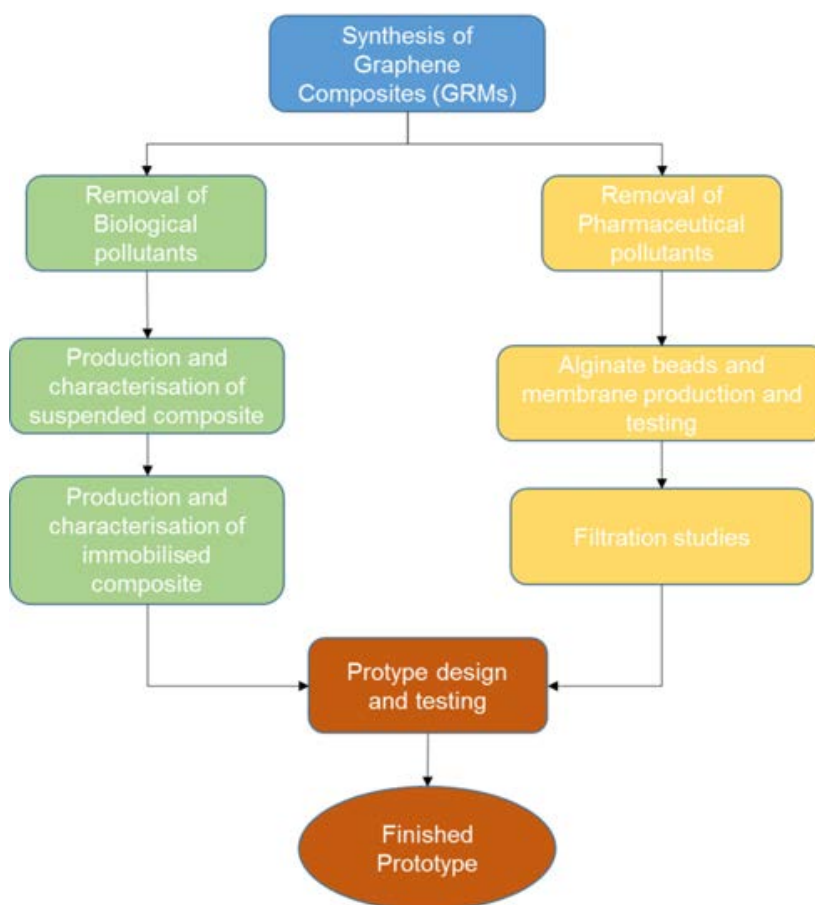 Synthesis of
Graphene
Composites (GRMs)
Removal of
Biological
pollutants
Removal of
Pharmaceutical
pollutants
Production and
characterisation of
suspended composite
Alginate beads and
membrane production and
testing
Production and
characterisation of
immobilised
composite
Filtration studies
Protype design
and testing
Finished
Prototype